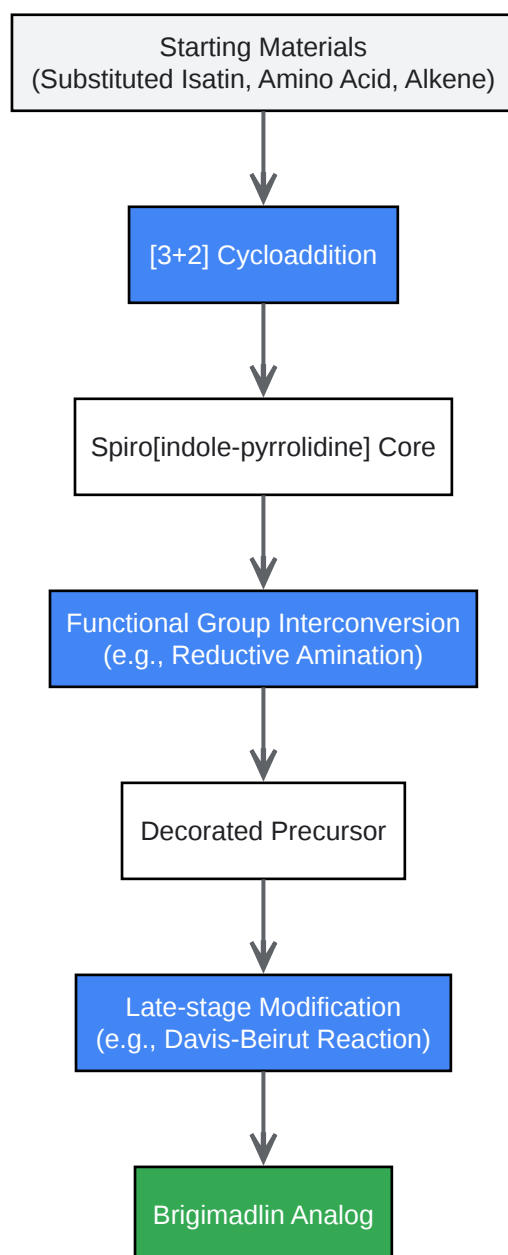 Starting Materials
(Substituted Isatin, Amino Acid, Alkene)
[3+2] Cycloaddition
Spiro[indole-pyrrolidine] Core
Functional Group Interconversion
(e.g., Reductive Amination)
Decorated Precursor
Late-stage Modification
(e.g., Davis-Beirut Reaction)
Brigimadlin Analog